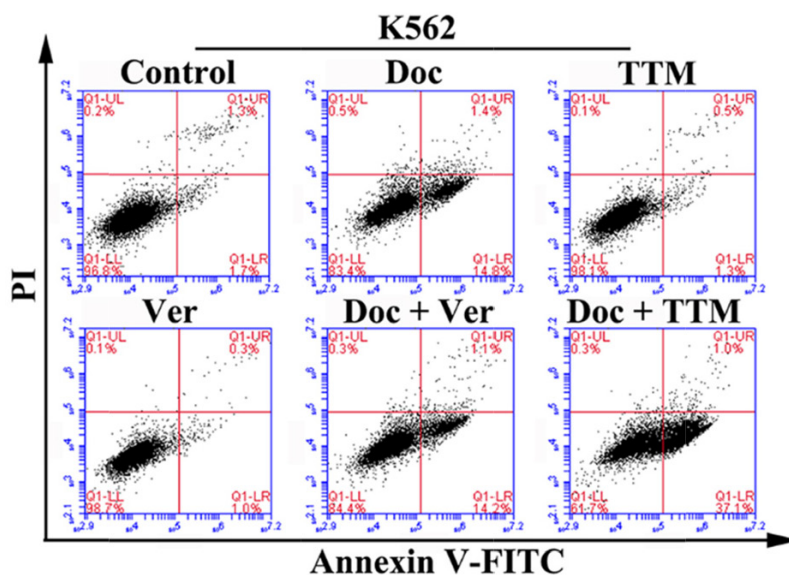 K562
Control Doc TTM
Q1-UL Q1-UR Q1-UL Q1-UR Q1-UL Q1-UR
0.2% 1.3% 0.5% 1.4% 0.1% 0.5%
Q1-LL Q1-LR Q1-LL Q1-LR Q1-LL Q1-LR
96.8% 1.7% 83.4% 14.8% 98.1% 1.3%
Ver Doc + Ver Doc + TTM
Q1-UL Q1-UR Q1-UL Q1-UR Q1-UL Q1-UR
0.1% 0.3% 0.3% 1.1% 0.3% 1.0%
Q1-LL Q1-LR Q1-LL Q1-LR Q1-LL Q1-LR
98.7% 1.0% 84.4% 14.2% 61.7% 37.1%
PI
Annexin V-FITC